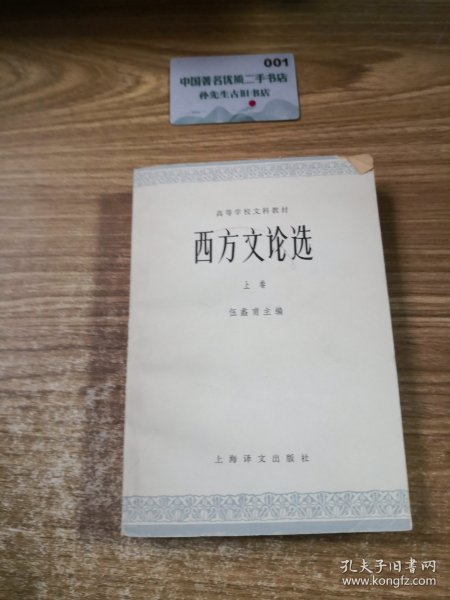 001
中国著名优质二手书店
孙先生古旧书店
高等学校文科教材
西方文论选
上卷
伍蠡甫主编
上海译文出版社
孔夫子旧书网
www.kongfz.com